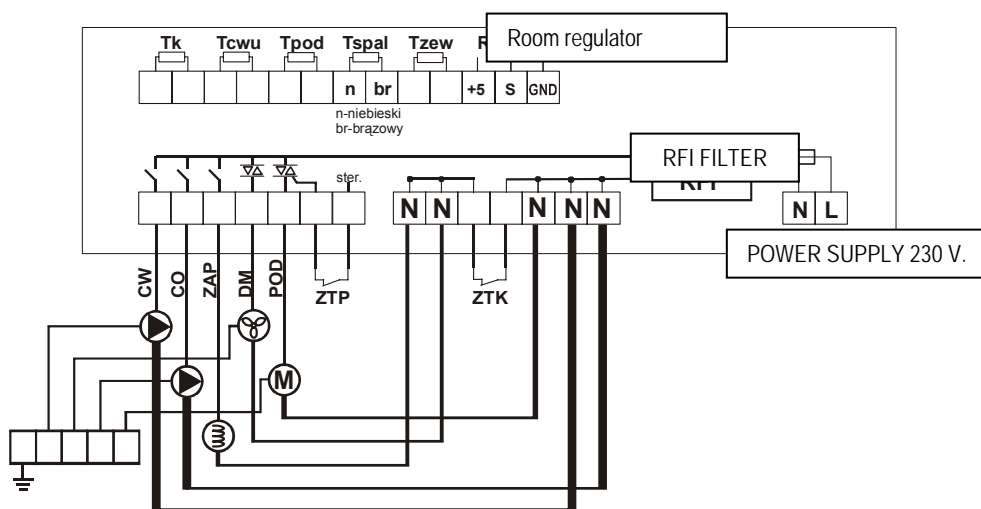 Room regulator
Tk Tcwu Tpod Tspal Tzew R
n br +5 S GND
n-niebieski
br-brązowy
RFI FILTER
ster.
N N N N N N L
POWER SUPPLY 230 V.
CW CO ZAP DM POD ZTP ZTK
M